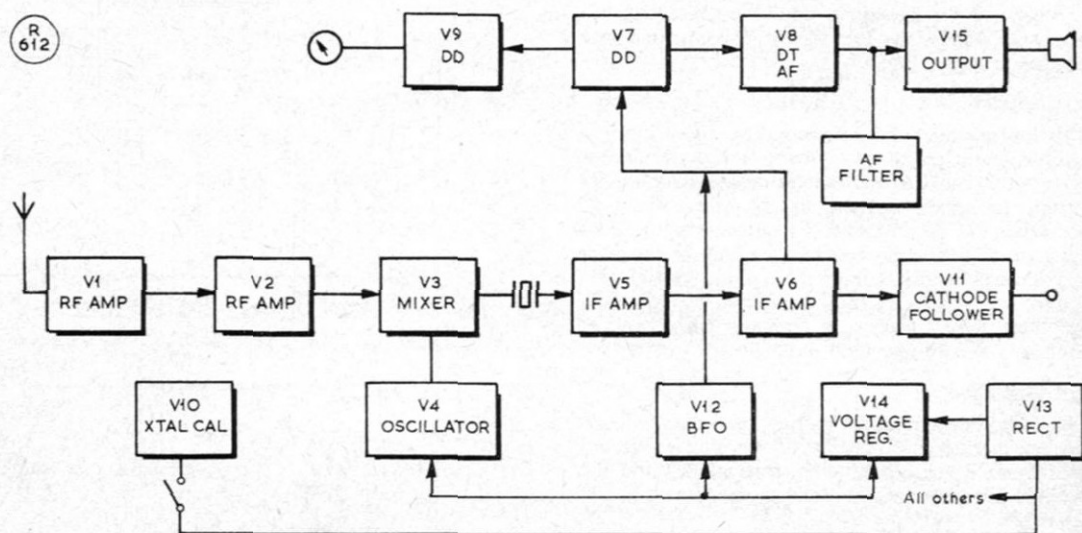 R
612
V9
DD
V7
DD
V8
DT
AF
V15
OUTPUT
AF
FILTER
V1
RF AMP
V2
RF AMP
V3
MIXER
V5
IF AMP
V6
IF AMP
V11
CATHODE
FOLLOWER
V10
XTAL CAL
V4
OSCILLATOR
V12
BFO
V14
VOLTAGE
REG.
V13
RECT
All others